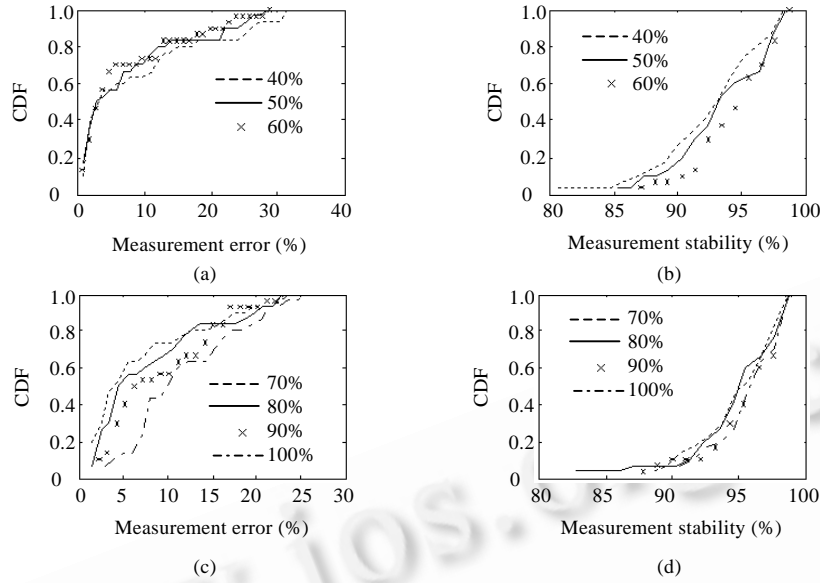 1.0
0.8
0.6
0.4
0.2
0
CDF
40%
50%
60%
0 10 20 30 40
Measurement error (%)
(a)
1.0
0.8
0.6
0.4
0.2
0
CDF
40%
50%
60%
80 85 90 95 100
Measurement stability (%)
(b)
1.0
0.8
0.6
0.4
0.2
0
CDF
70%
80%
90%
100%
0 5 10 15 20 25 30
Measurement error (%)
(c)
1.0
0.8
0.6
0.4
0.2
0
CDF
70%
80%
90%
100%
80 85 90 95 100
Measurement stability (%)
(d)